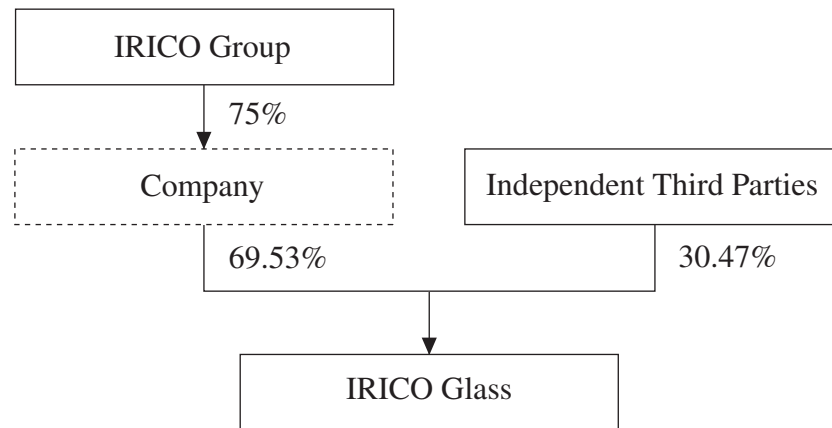 IRICO Group
75%
Company
Independent Third Parties
69.53%
30.47%
IRICO Glass